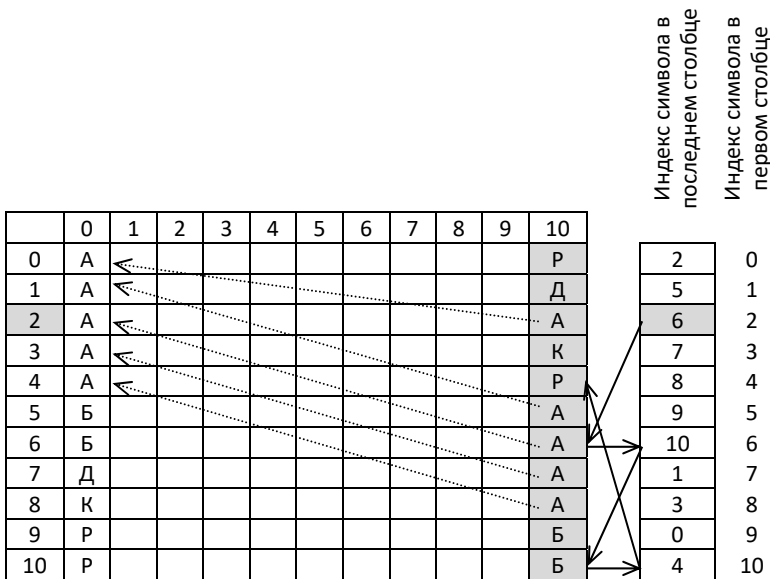 Индекс символа в последнем столбце
Индекс символа в первом столбце
0 1 2 3 4 5 6 7 8 9 10
0 А Р 2 0
1 А Д 5 1
2 А А 6 2
3 А К 7 3
4 А Р 8 4
5 Б А 9 5
6 Б А 10 6
7 Д А 1 7
8 К А 3 8
9 Р Б 0 9
10 Р Б 4 10